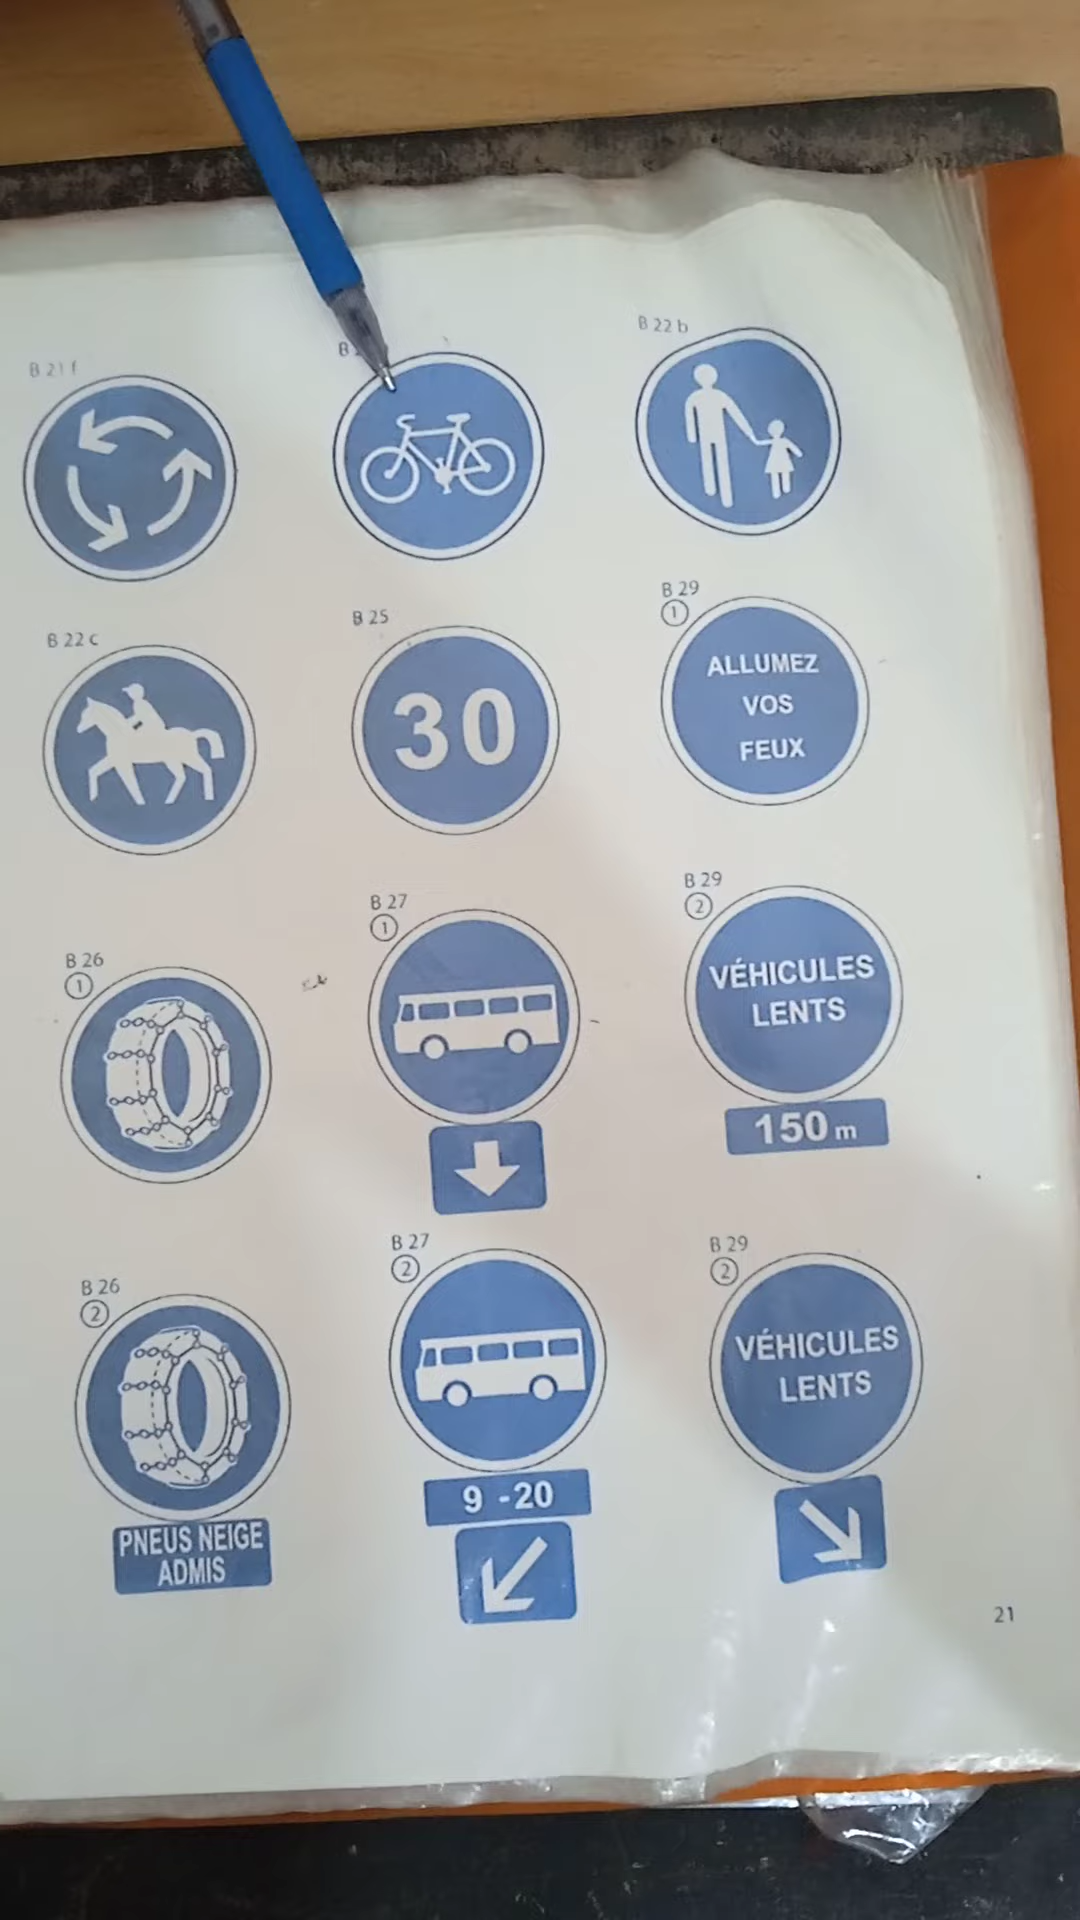 B 21 f
B 22 b
B 22 c
B 25
30
B 29
1
ALLUMEZ
VOS
FEUX
B 26
1
B 27
1
B 29
2
VÉHICULES
LENTS
150 m
B 26
2
PNEUS NEIGE
ADMIS
B 27
2
9 - 20
B 29
2
VÉHICULES
LENTS
21